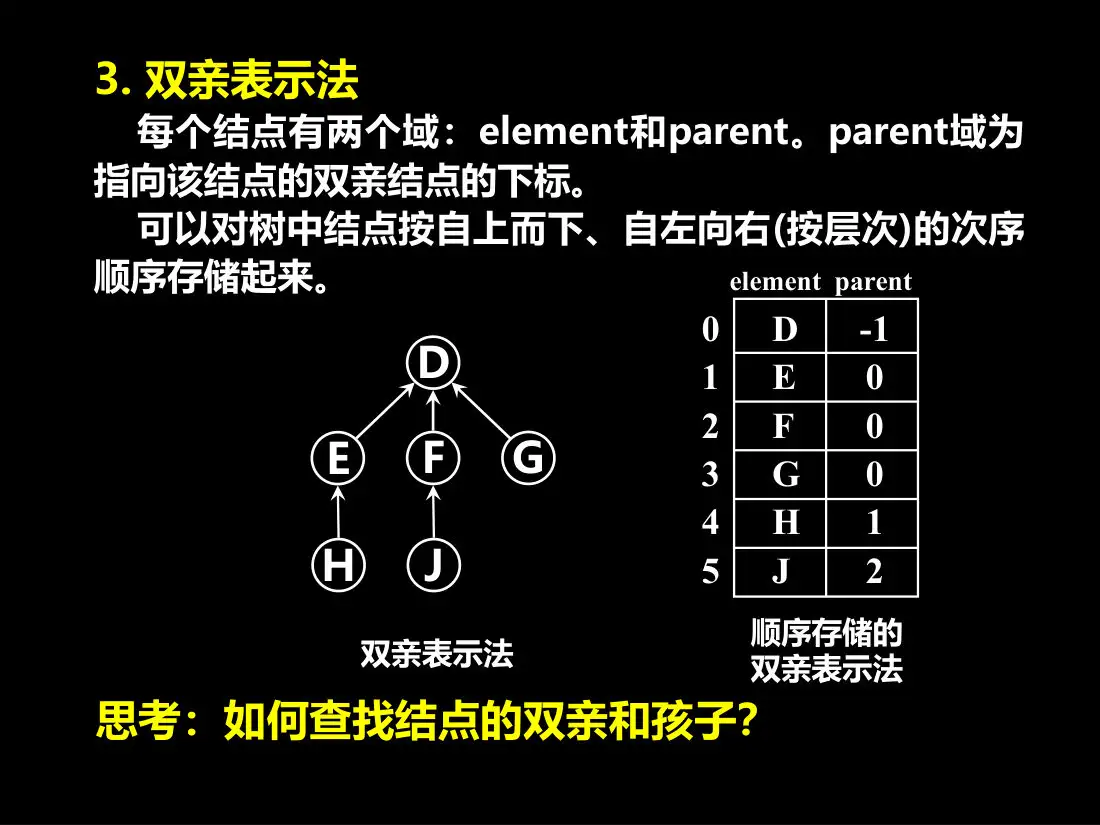 3. 双亲表示法
每个结点有两个域：element和parent。parent域为
指向该结点的双亲结点的下标。
可以对树中结点按自上而下、自左向右(按层次)的次序
顺序存储起来。
element parent
0 D -1
1 E 0
2 F 0
3 G 0
4 H 1
5 J 2
D
E F G
H J
双亲表示法
顺序存储的
双亲表示法
思考：如何查找结点的双亲和孩子？